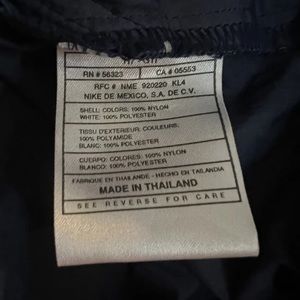 RN # 56323 CA # 05553
RFC # NME 920220 KL4
NIKE DE MEXICO, S.A. DE C.V.
SHELL: COLORS: 100% NYLON
WHITE: 100% POLYESTER
TISSU D'EXTERIEUR, COULEURS.
100% POLYAMIDE
BLANC: 100% POLYESTER
CUERPO: COLORES: 100% NYLON
BLANCO: 100% POLYESTER
FABRIQUE EN THAILANDE - HECHO EN TAILANDIA
MADE IN THAILAND
SEE REVERSE FOR CARE